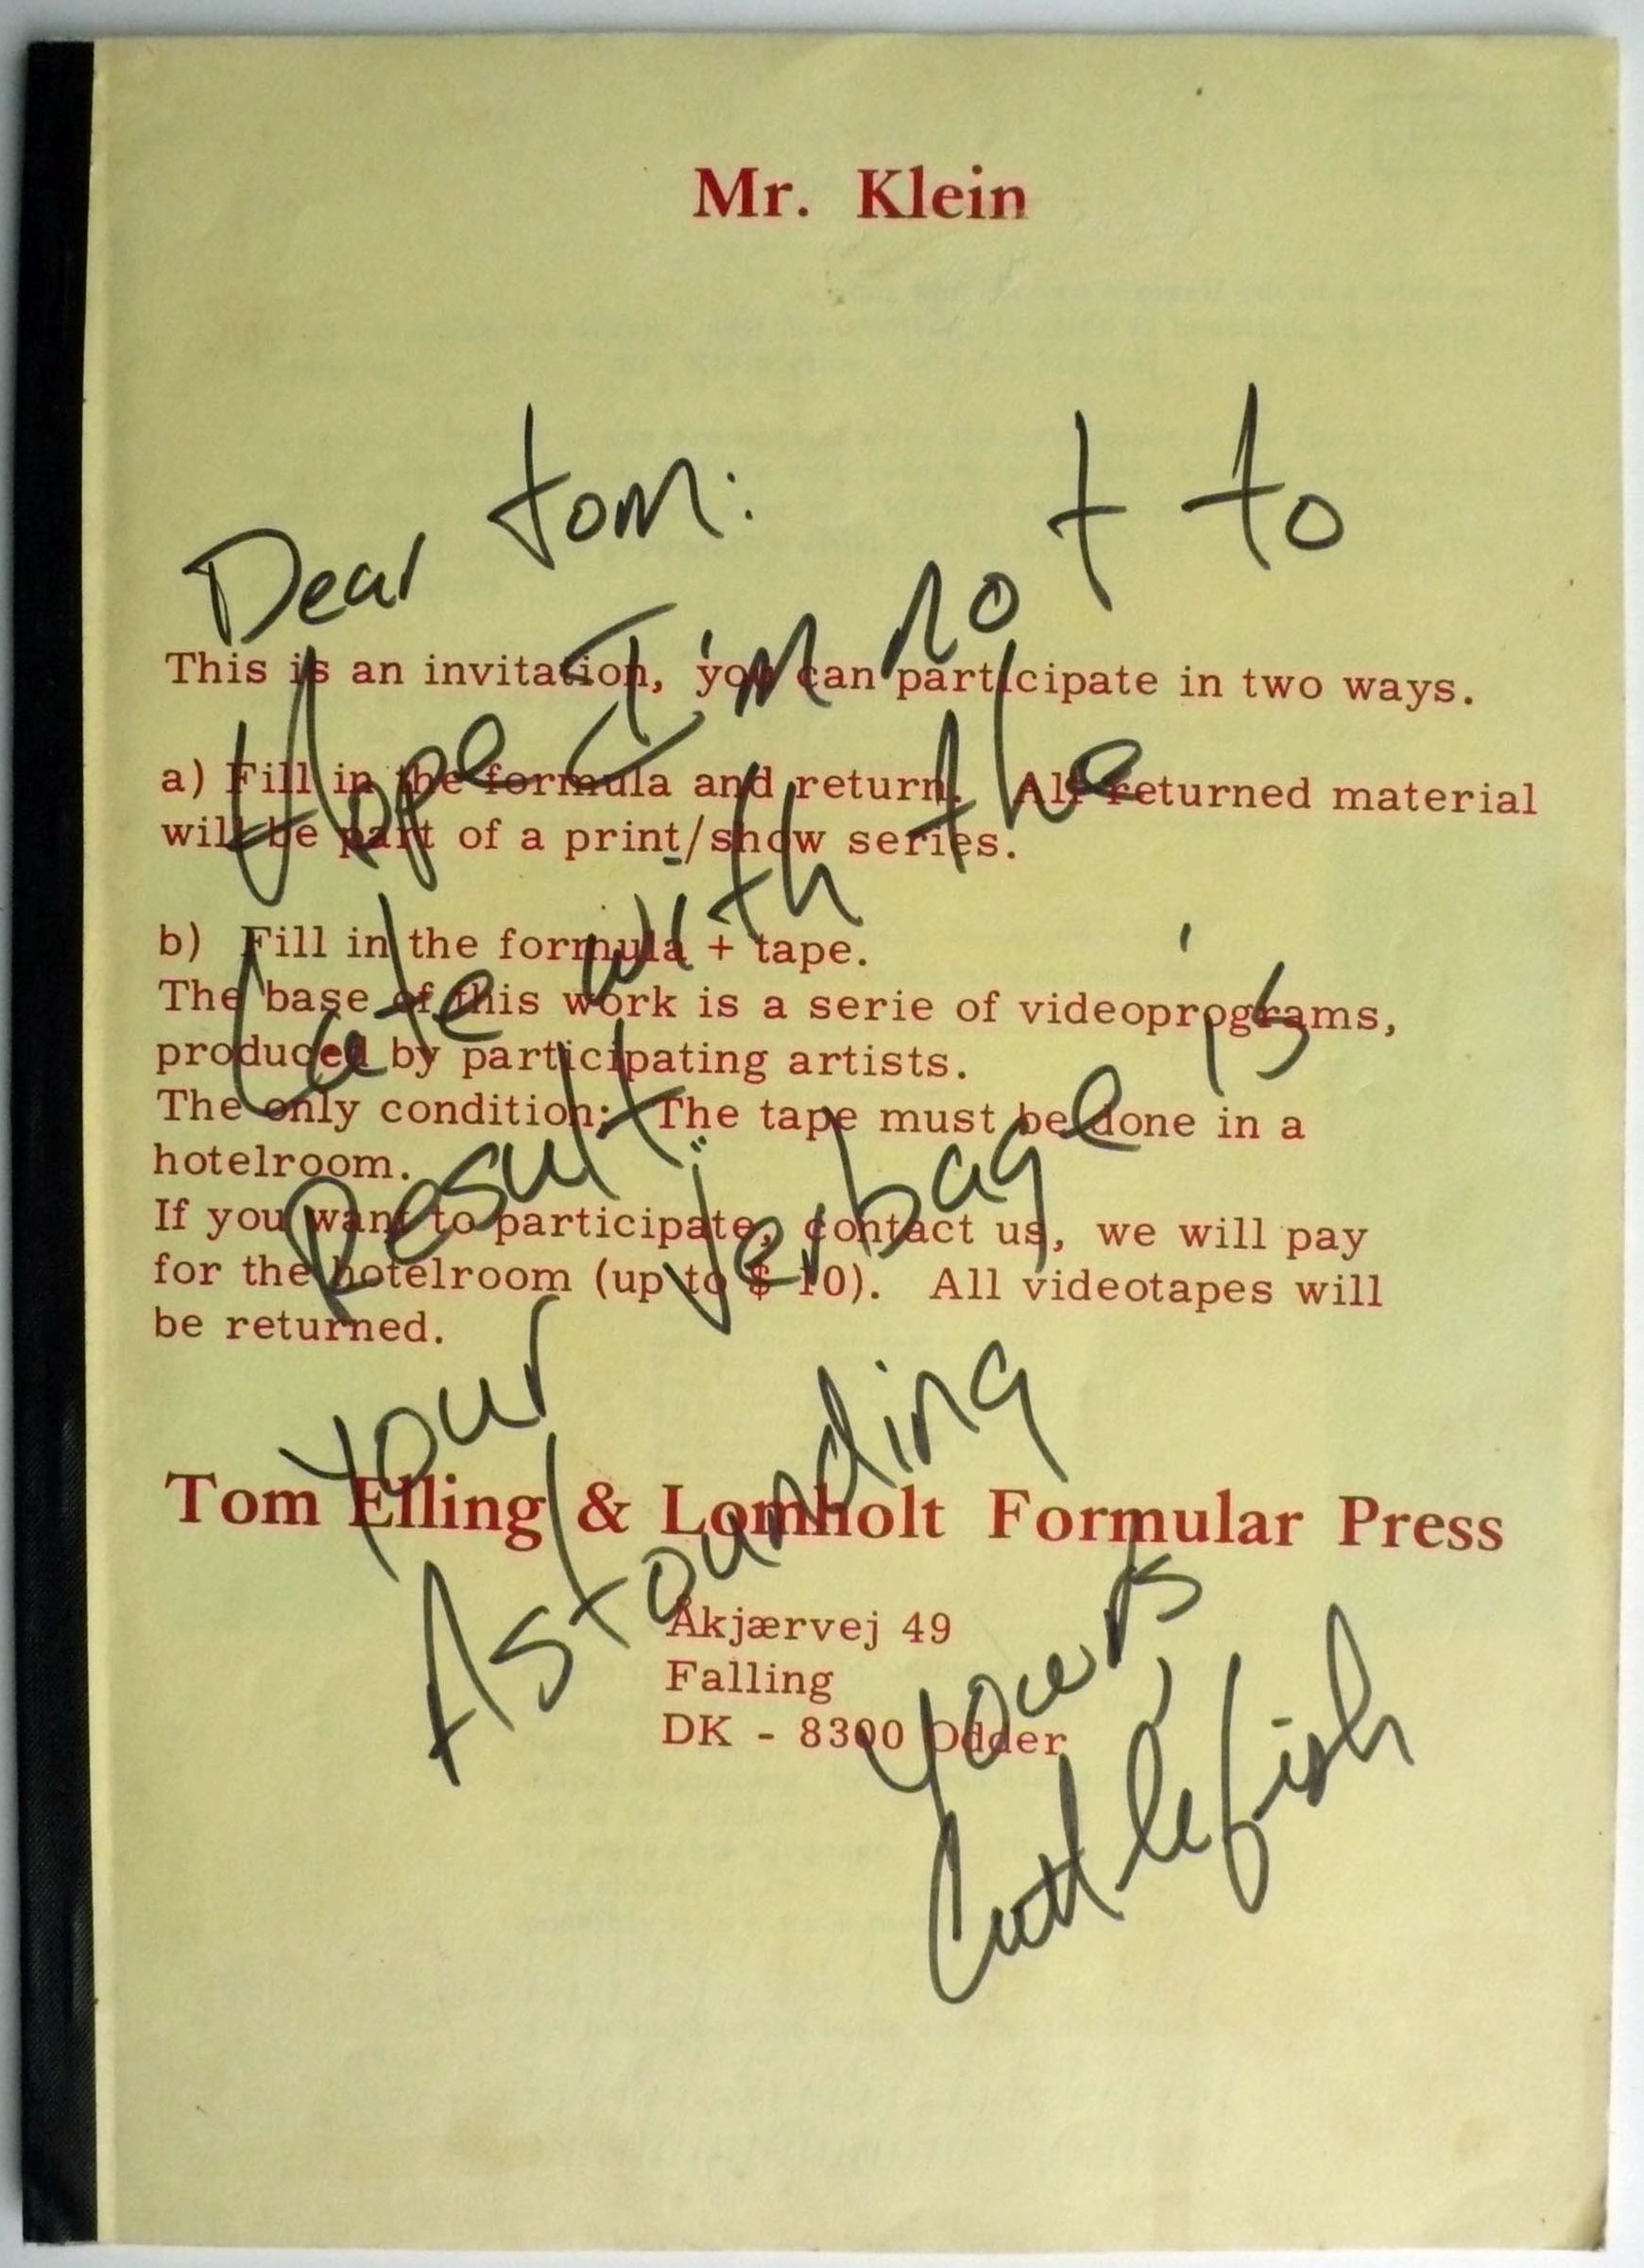 Mr. Klein
This is an invitation, you can participate in two ways.
a) Fill in the formula and return. All returned material
will be part of a print/show series.
b) Fill in the formula + tape.
The base of this work is a serie of videoprograms,
produced by participating artists.
The only condition: The tape must be done in a
hotelroom.
If you want to participate, contact us, we will pay
for the hotelroom (up to $ 10). All videotapes will
be returned.
Tom Elling & Lomholt Formular Press
Åkjærvej 49
Falling
DK - 8300 Odder
Dear Tom:
Hope I'm not to
Late with the
Result.
Your Verbage is
Astounding
Yours,
Cuttlefish